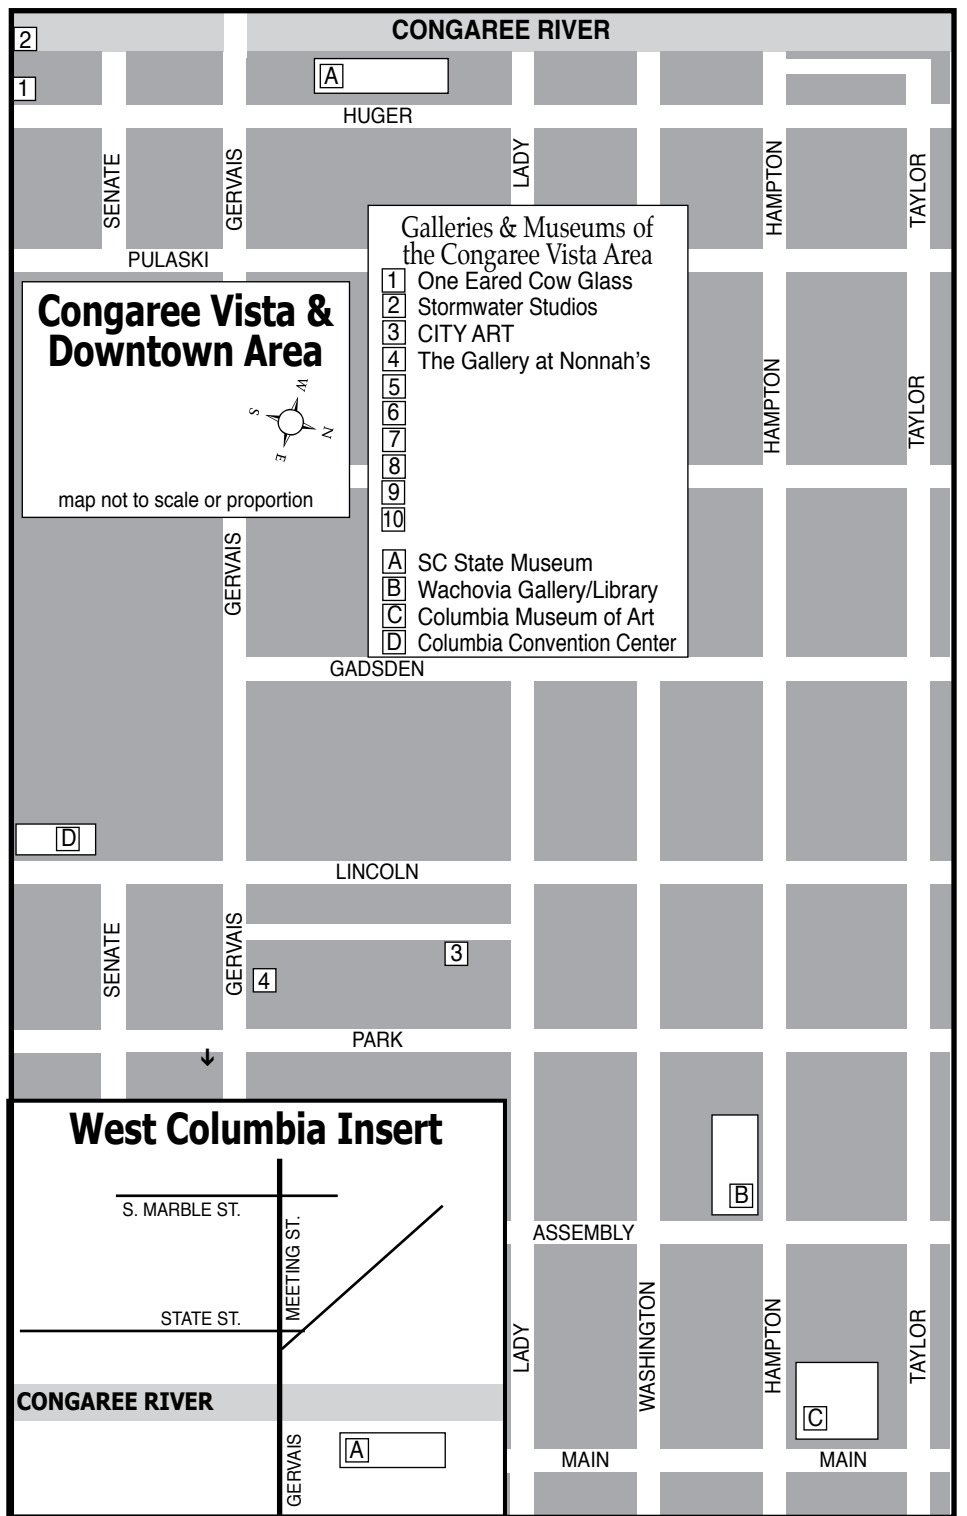 CONGAREE RIVER
2
1
A
HUGER
SENATE
GERVAIS
LADY
HAMPTON
TAYLOR
PULASKI
Galleries & Museums of
the Congaree Vista Area
1 One Eared Cow Glass
2 Stormwater Studios
3 CITY ART
4 The Gallery at Nonnah's
5
6
7
8
9
10
A SC State Museum
B Wachovia Gallery/Library
C Columbia Museum of Art
D Columbia Convention Center
Congaree Vista &
Downtown Area
W
S
N
E
map not to scale or proportion
HAMPTON
TAYLOR
GERVAIS
GADSDEN
D
LINCOLN
SENATE
GERVAIS
3
4
PARK
West Columbia Insert
S. MARBLE ST.
MEETING ST.
STATE ST.
CONGAREE RIVER
GERVAIS
A
B
ASSEMBLY
LADY
WASHINGTON
HAMPTON
TAYLOR
C
MAIN
MAIN